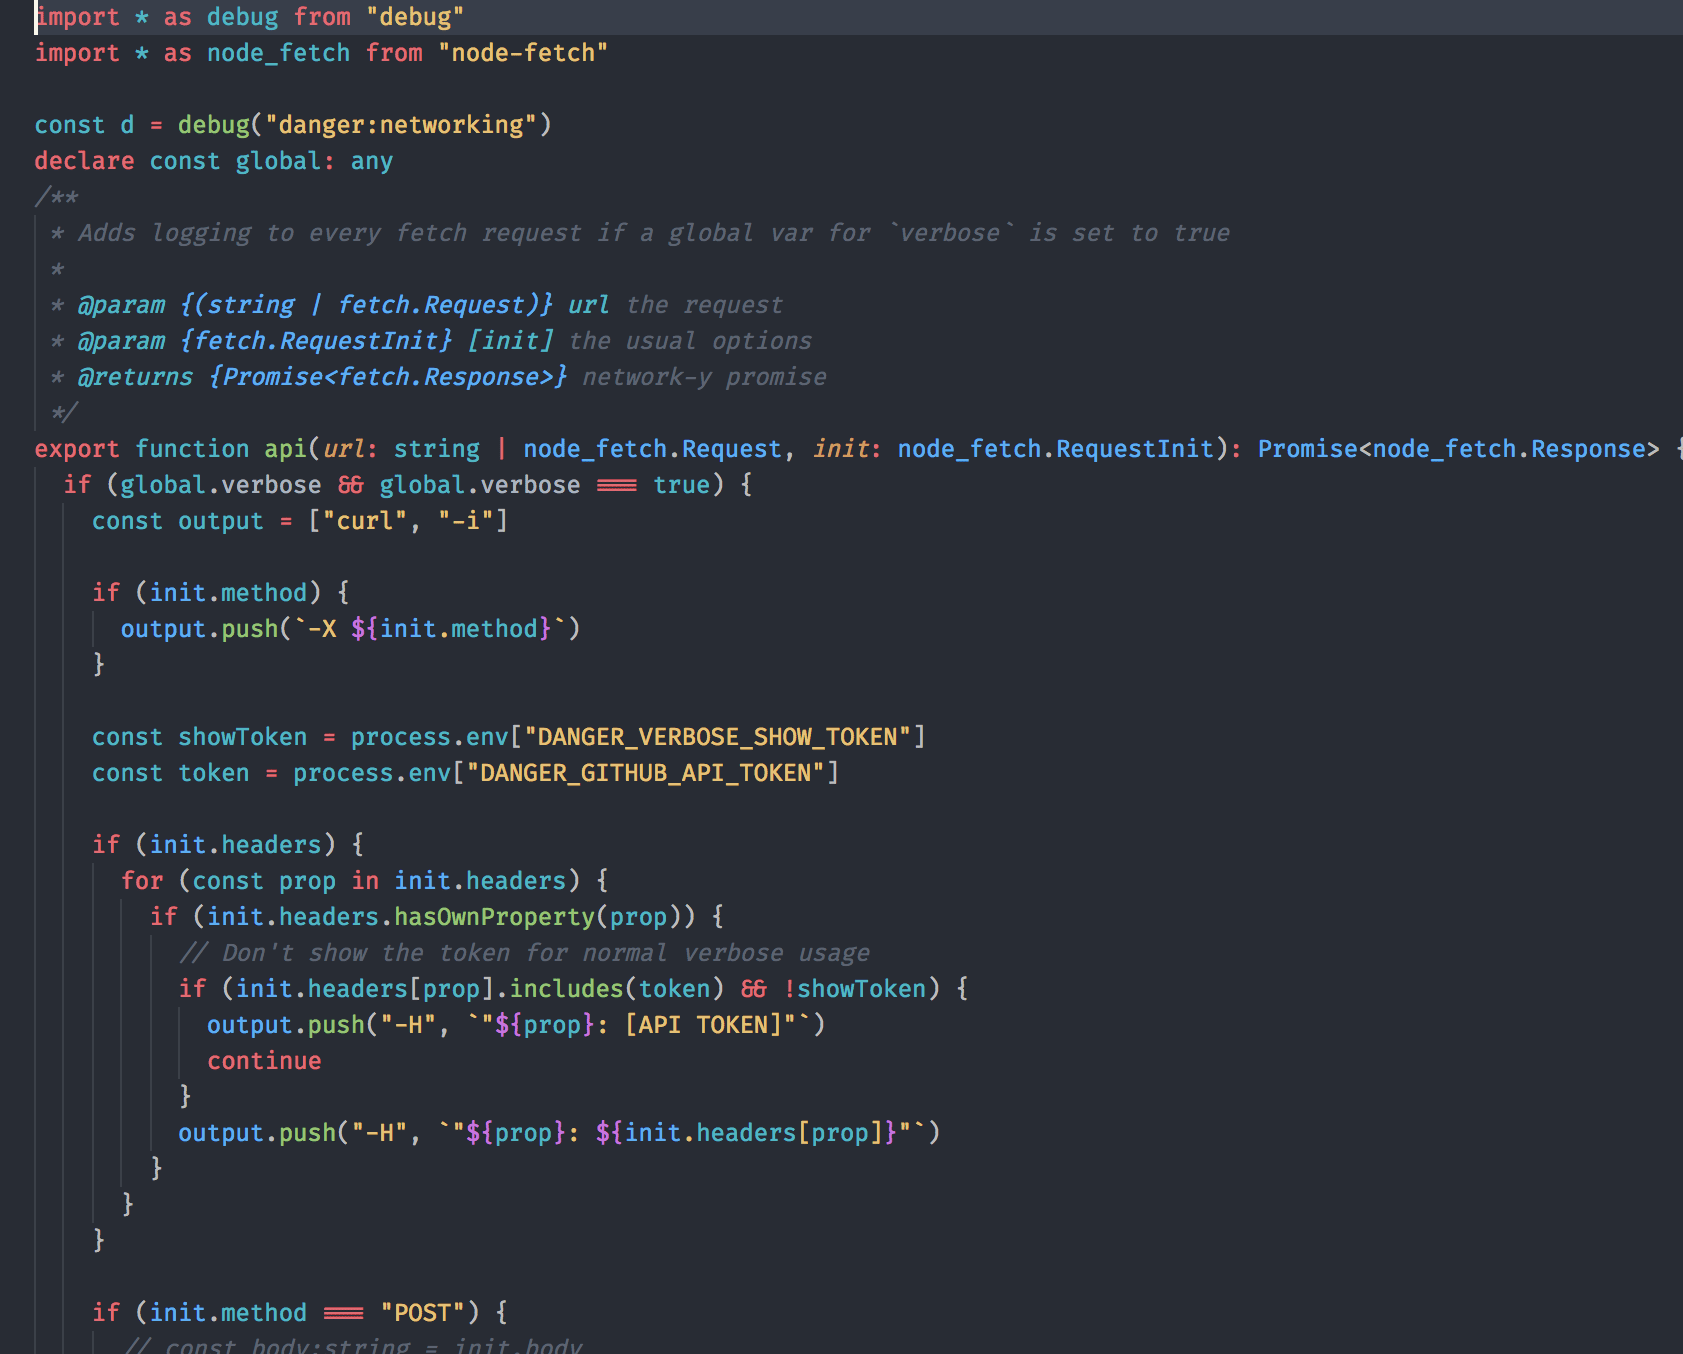 import * as debug from "debug"
import * as node_fetch from "node-fetch"

const d = debug("danger:networking")
declare const global: any
/**
 * Adds logging to every fetch request if a global var for `verbose` is set to true
 *
 * @param {(string | fetch.Request)} url the request
 * @param {fetch.RequestInit} [init] the usual options
 * @returns {Promise<fetch.Response>} network-y promise
 */
export function api(url: string | node_fetch.Request, init: node_fetch.RequestInit): Promise<node_fetch.Response> {
  if (global.verbose && global.verbose === true) {
    const output = ["curl", "-i"]

    if (init.method) {
      output.push(`-X ${init.method}`)
    }

    const showToken = process.env["DANGER_VERBOSE_SHOW_TOKEN"]
    const token = process.env["DANGER_GITHUB_API_TOKEN"]

    if (init.headers) {
      for (const prop in init.headers) {
        if (init.headers.hasOwnProperty(prop)) {
          // Don't show the token for normal verbose usage
          if (init.headers[prop].includes(token) && !showToken) {
            output.push("-H", `"${prop}: [API TOKEN]"`)
            continue
          }
          output.push("-H", `"${prop}: ${init.headers[prop]}"`)
        }
      }
    }

    if (init.method === "POST") {
      // const body:string = init.body